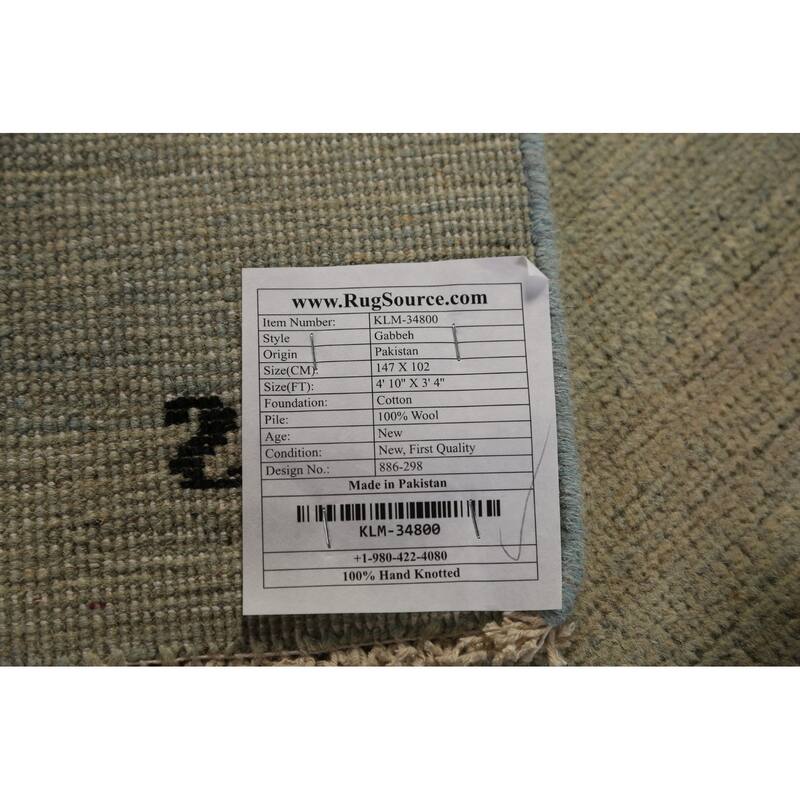 www.RugSource.com
Item Number: KLM-34800
Style Gabbeh
Origin Pakistan
Size(CM): 147 X 102
Size(FT): 4' 10" X 3' 4"
Foundation: Cotton
Pile: 100% Wool
Age: New
Condition: New, First Quality
Design No.: 886-298
Made in Pakistan
KLM-34800
+1-980-422-4080
100% Hand Knotted